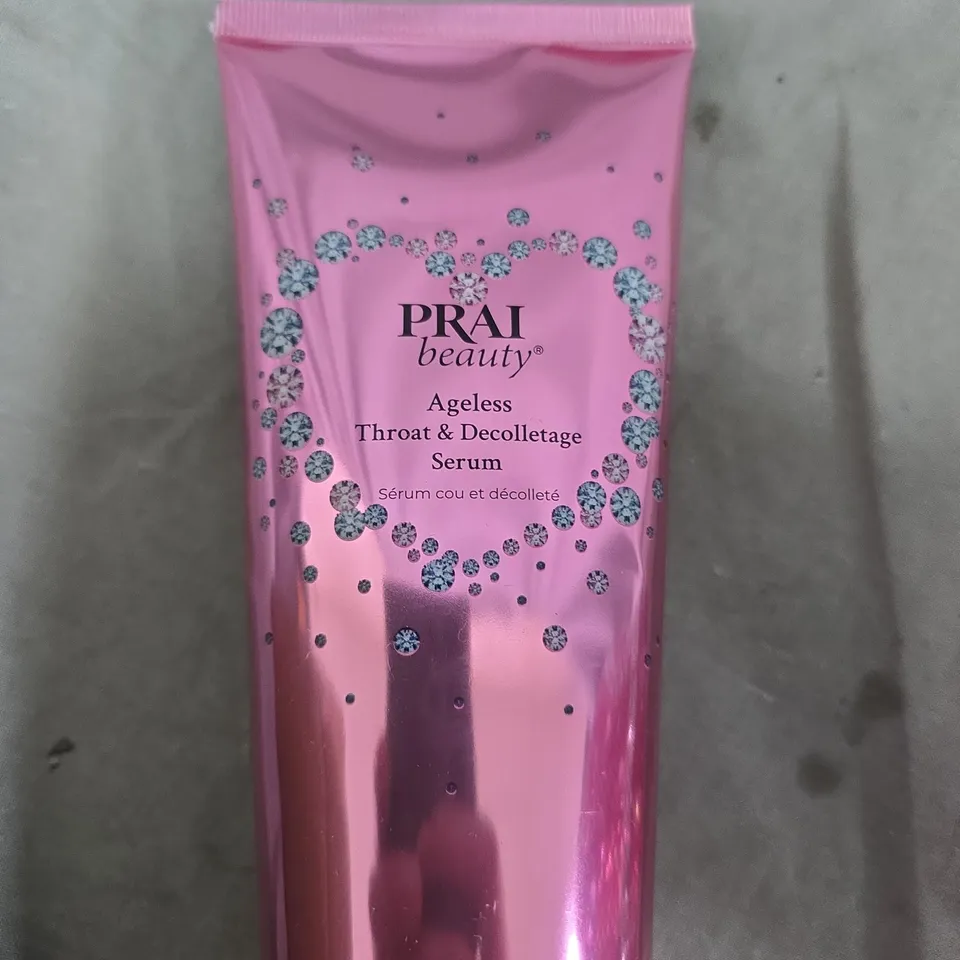 PRAI
beauty®
Ageless
Throat & Decolletage
Serum
Sérum cou et décolleté